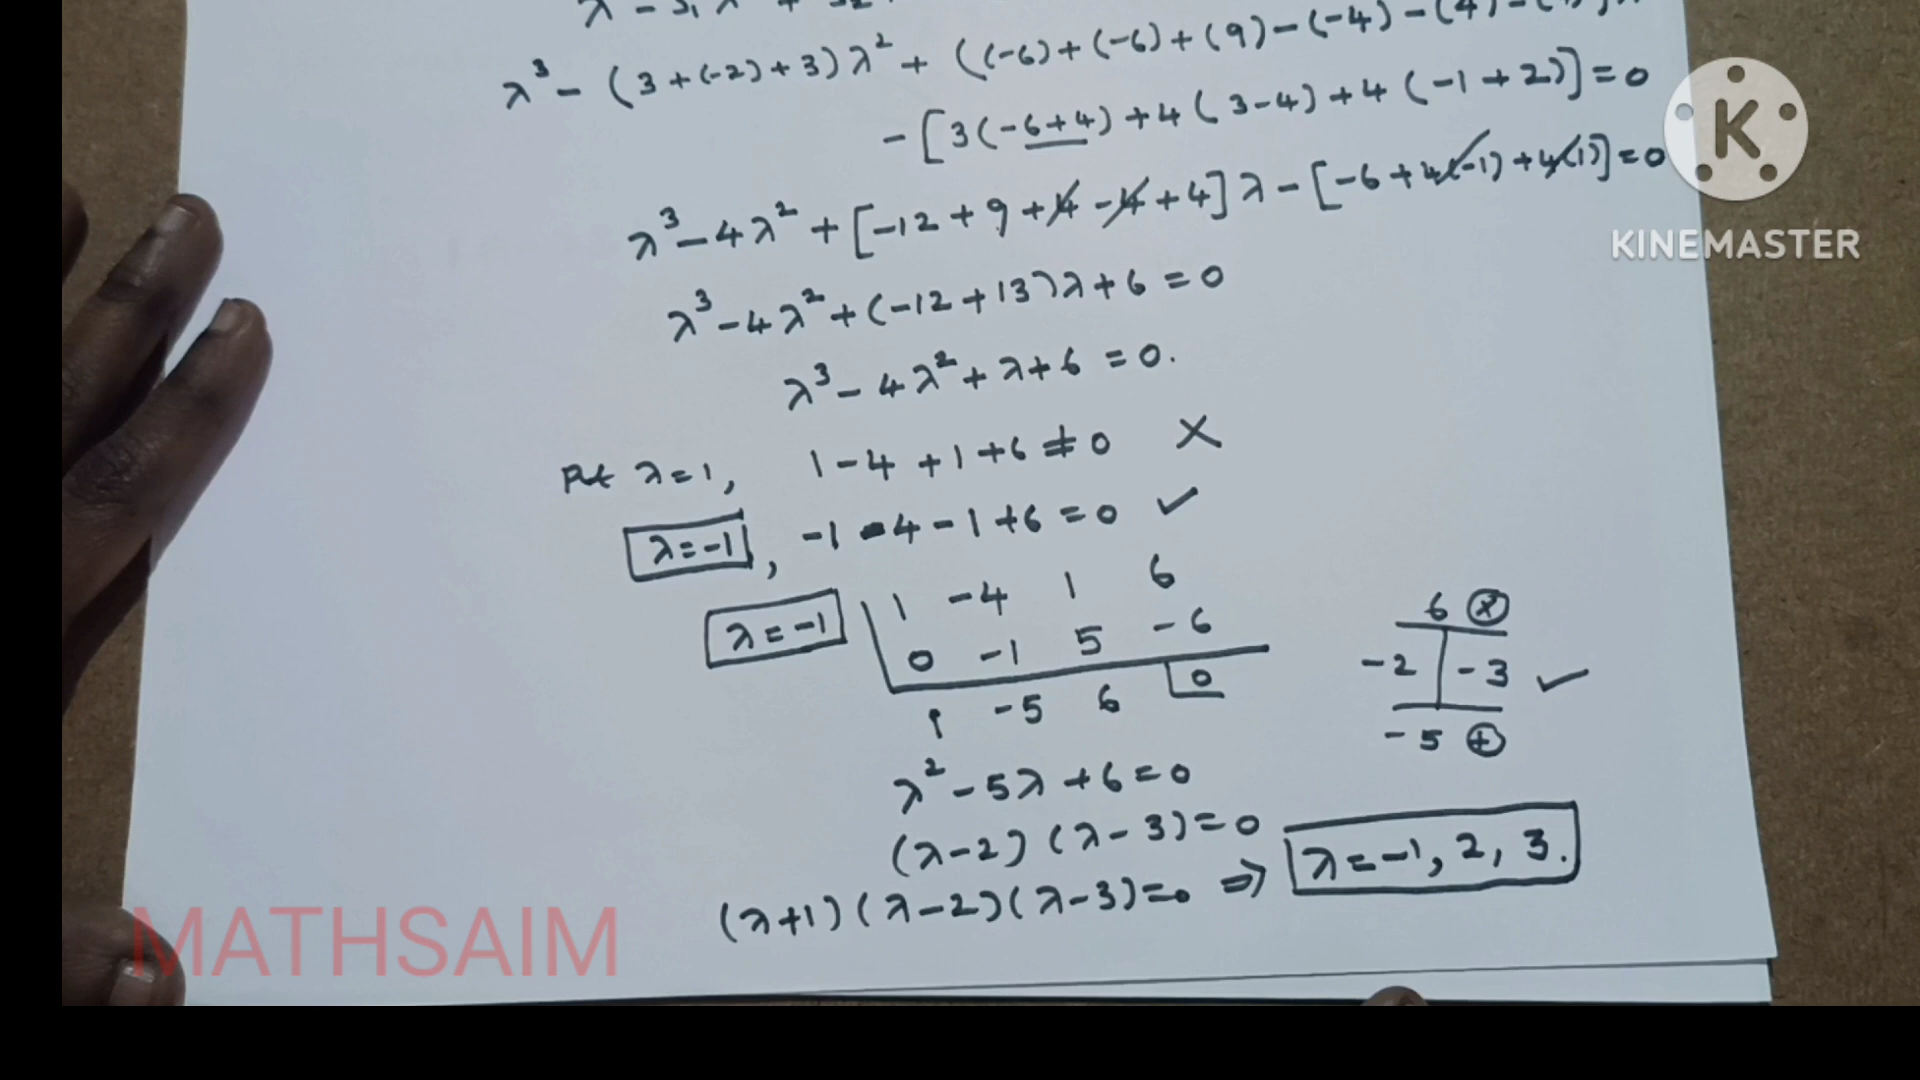 λ³ - (3+(-2)+3)λ² + ((-6)+(-6)+(9)-(-4)-(4)-
-[3(-6+4)+4(3-4)+4(-1+2)]=0
λ³-4λ²+[-12+9+4-4+4]λ-[-6+4(-1)+4(1)]=0
λ³-4λ²+(-12+13)λ+6=0
λ³-4λ²+λ+6=0.
Put λ=1, 1-4+1+6≠0 ✗
λ=-1, -1-4-1+6=0 ✓
λ=-1 1 -4 1 6
0 -1 5 -6
1 -5 6 0
6 ⊗
-2 -3 ✓
-5 ⊕
λ²-5λ+6=0
(λ-2)(λ-3)=0
(λ+1)(λ-2)(λ-3)=0 ⇒ λ=-1, 2, 3.
K
KINEMASTER
MATHSAIM